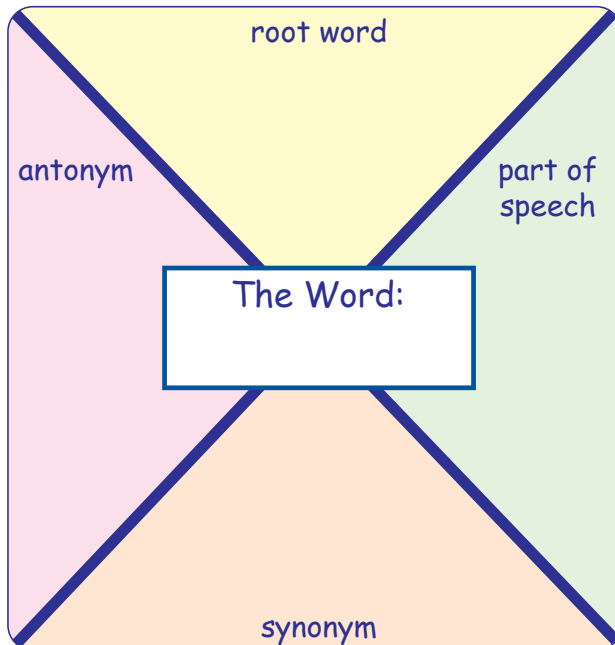 root word
antonym
part of
speech
The Word:
synonym